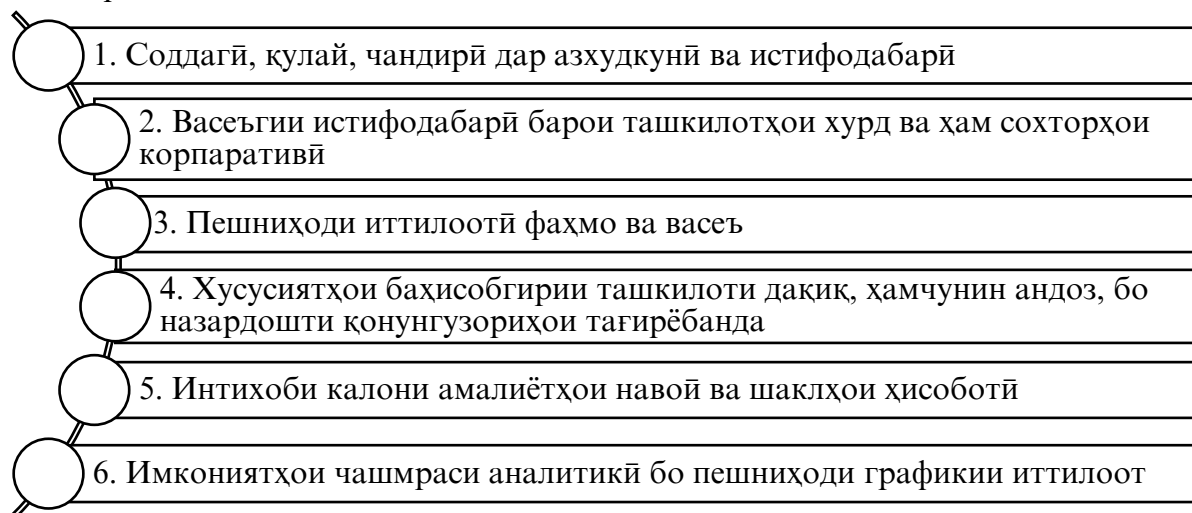 1. Соддагӣ, қулай, чандирӣ дар азхудкунӣ ва истифодабарӣ
2. Васеъгии истифодабарӣ барои ташкилотҳои хурд ва ҳам сохторҳои
корпаративӣ
3. Пешниҳоди иттилоотӣ фаҳмо ва васеъ
4. Хусусиятҳои баҳисобгирии ташкилоти дақиқ, ҳамчунин андоз, бо
назардошти қонунгузориҳои тағирёбанда
5. Интихоби калони амалиётҳои навоӣ ва шаклҳои ҳисоботӣ
6. Имкониятҳои чашмраси аналитикӣ бо пешниҳоди графикии иттилоот